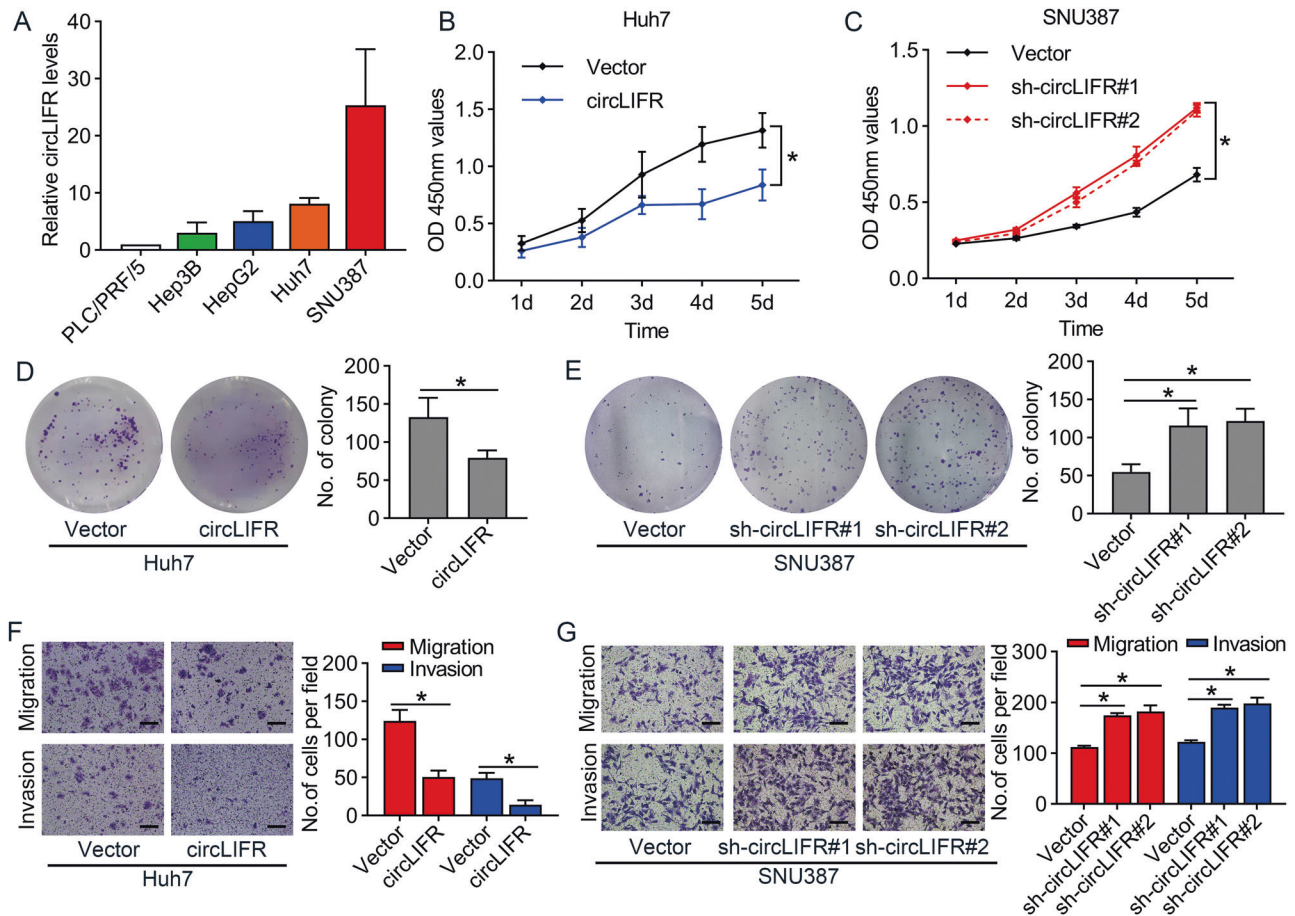 A
Relative circLIFR levels
40
30
20
10
0
PLC/PRF/5
Hep3B
HepG2
Huh7
SNU387
B
Huh7
OD 450nm values
2.0
1.5
1.0
0.5
0.0
Vector
circLIFR
*
1d 2d 3d 4d 5d
Time
C
SNU387
OD 450nm values
1.5
1.0
0.5
0.0
Vector
sh-circLIFR#1
sh-circLIFR#2
*
1d 2d 3d 4d 5d
Time
D
Vector circLIFR
Huh7
No. of colony
200
150
100
50
0
*
Vector
circLIFR
E
Vector sh-circLIFR#1 sh-circLIFR#2
SNU387
No. of colony
200
150
100
50
0
*
*
Vector
sh-circLIFR#1
sh-circLIFR#2
F
Migration
Invasion
Vector circLIFR
Huh7
Migration
Invasion
No.of cells per field
200
150
100
50
0
*
*
Vector
circLIFR
Vector
circLIFR
G
Migration
Invasion
Vector sh-circLIFR#1 sh-circLIFR#2
SNU387
Migration Invasion
No.of cells per field
300
200
100
0
*
*
*
*
Vector
sh-circLIFR#1
sh-circLIFR#2
Vector
sh-circLIFR#1
sh-circLIFR#2